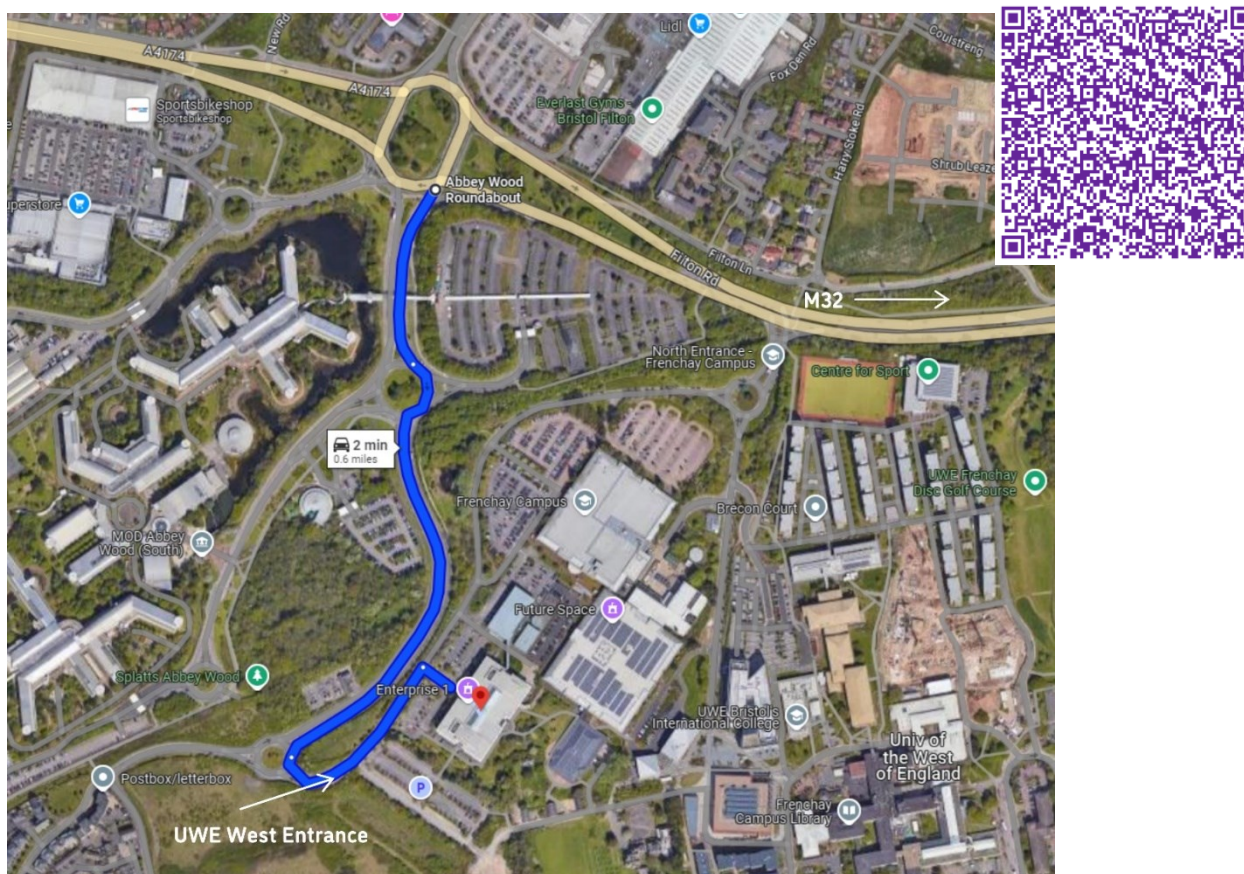 New Rd
Lidl
Coulstreng
A4174
Fox Den Rd
A4174
Sportsbikeshop
Sportsbikeshop
Everlast Gyms -
Bristol Filton
Harry Stoke Rd
Shrub Leaze
Abbey Wood
Roundabout
uperstore
Filton Ln
Filton Rd
M32
North Entrance -
Frenchay Campus
Centre for Sport
2 min
0.6 miles
UWE Frenchay
Disc Golf Course
Frenchay Campus
Brecon Court
MOD Abbey
Wood (South)
Future Space
Splatts Abbey Wood
Enterprise 1
UWE Bristol's
International College
Univ of
the West
of England
Postbox/letterbox
P
Frenchay
Campus Library
UWE West Entrance